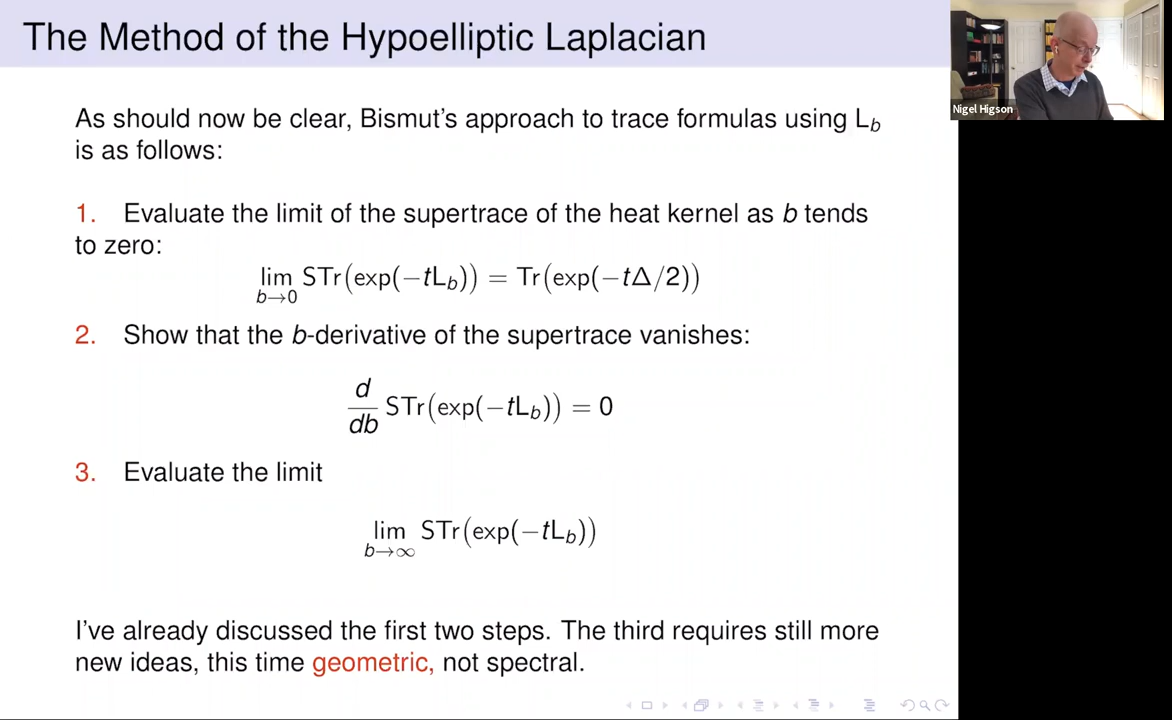 The Method of the Hypoelliptic Laplacian
Nigel Higson
As should now be clear, Bismut's approach to trace formulas using L_b
is as follows:
1. Evaluate the limit of the supertrace of the heat kernel as b tends
to zero:
lim_{b→0} STr(exp(−tL_b)) = Tr(exp(−tΔ/2))
2. Show that the b-derivative of the supertrace vanishes:
d/db STr(exp(−tL_b)) = 0
3. Evaluate the limit
lim_{b→∞} STr(exp(−tL_b))
I've already discussed the first two steps. The third requires still more
new ideas, this time geometric, not spectral.